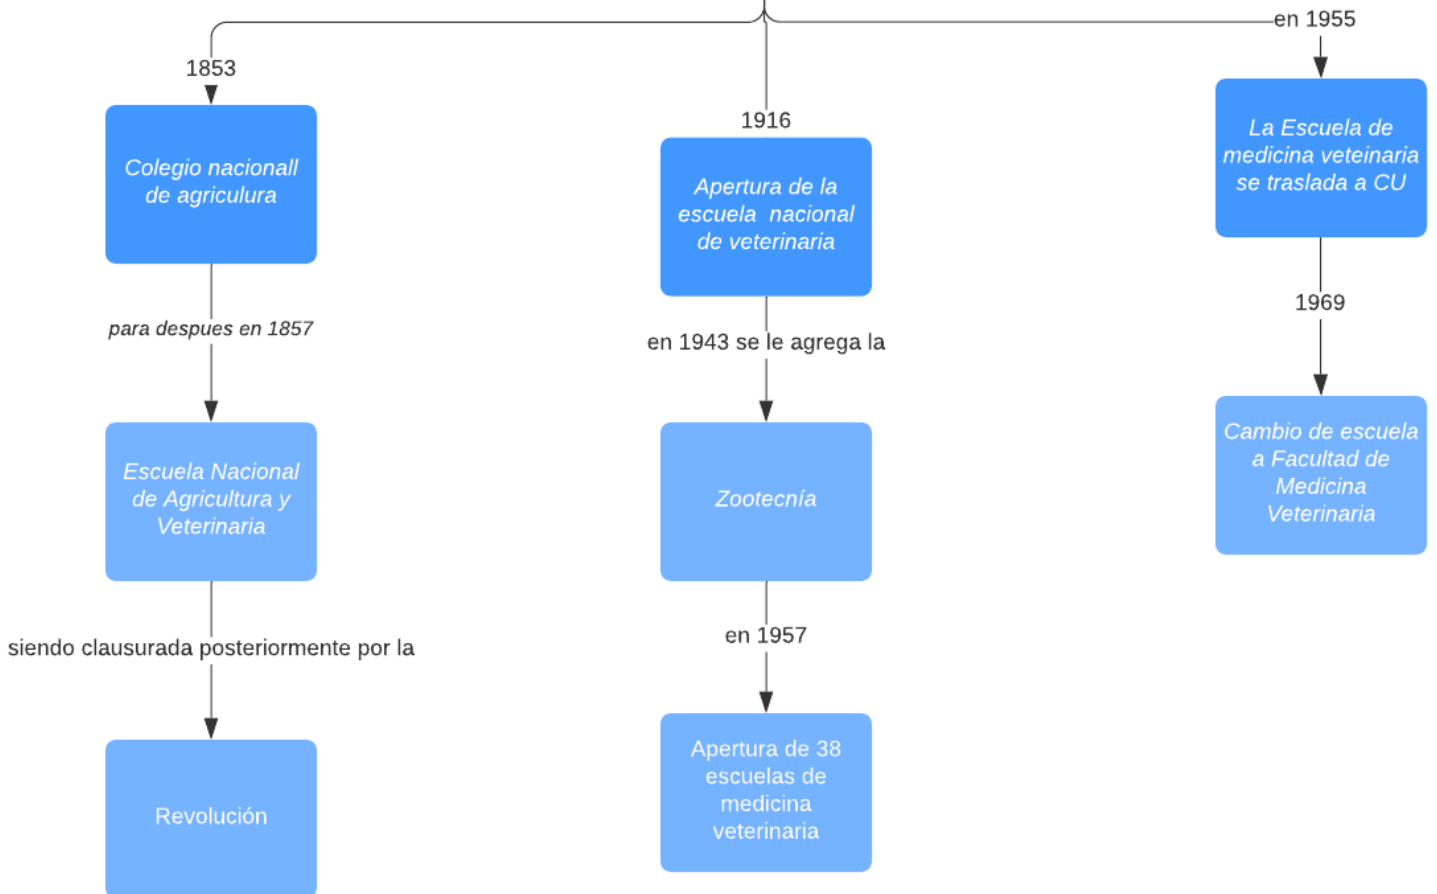 en 1955
1853
1916
Colegio nacionall
de agriculura
Apertura de la
escuela  nacional
de veterinaria
La Escuela de
medicina veteinaria
se traslada a CU
para despues en 1857
en 1943 se le agrega la
1969
Escuela Nacional
de Agricultura y
Veterinaria
Zootecnía
Cambio de escuela
a Facultad de
Medicina
Veterinaria
siendo clausurada posteriormente por la
en 1957
Revolución
Apertura de 38
escuelas de
medicina
veterinaria